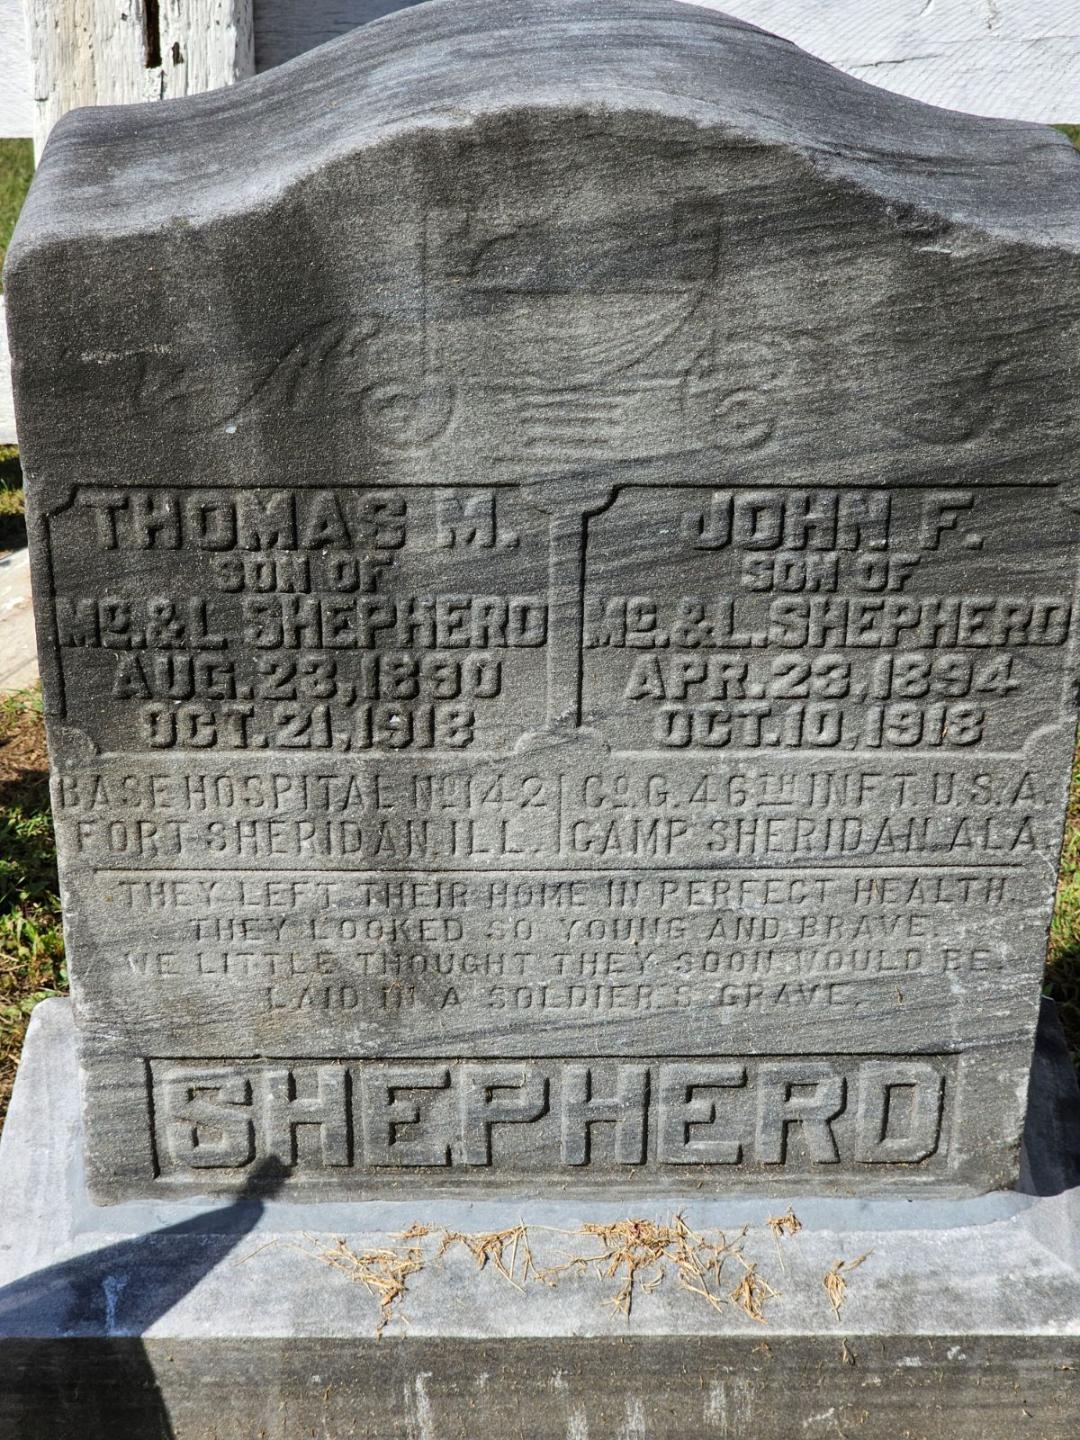 THOMAS M.
SON OF
Mc. & L SHEPHERD
AUG. 23, 1890
OCT. 21, 1918
BASE HOSPITAL No 142
FORT SHERIDAN ILL.
JOHN F.
SON OF
Mc. & L. SHEPHERD
APR. 23, 1894
OCT. 10, 1918
Co. G. 46TH INFT. U.S.A.
CAMP SHERIDAN. ALA.
THEY LEFT THEIR HOME IN PERFECT HEALTH.
THEY LOOKED SO YOUNG AND BRAVE.
WE LITTLE THOUGHT THEY SOON WOULD BE.
LAID IN A SOLDIER'S GRAVE.
SHEPHERD